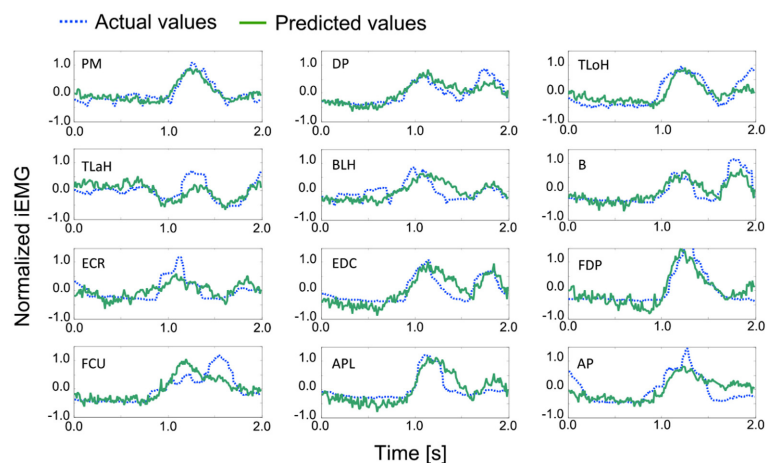 Actual values Predicted values
PM DP TLoH
1.0 1.0 1.0
0.0 0.0 0.0
-1.0 -1.0 -1.0
0.0 1.0 2.0 0.0 1.0 2.0 0.0 1.0 2.0
TLaH BLH B
1.0 1.0 1.0
0.0 0.0 0.0
-1.0 -1.0 -1.0
0.0 1.0 2.0 0.0 1.0 2.0 0.0 1.0 2.0
ECR EDC FDP
1.0 1.0 1.0
0.0 0.0 0.0
-1.0 -1.0 -1.0
0.0 1.0 2.0 0.0 1.0 2.0 0.0 1.0 2.0
FCU APL AP
1.0 1.0 1.0
0.0 0.0 0.0
-1.0 -1.0 -1.0
0.0 1.0 2.0 0.0 1.0 2.0 0.0 1.0 2.0
Normalized iEMG
Time [s]